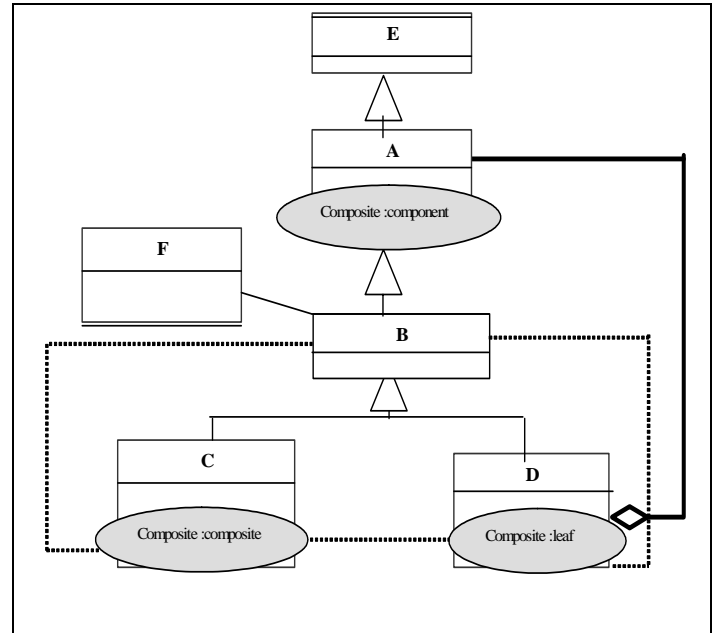 E
A
Composite :component
F
B
C
D
Composite :composite
Composite :leaf